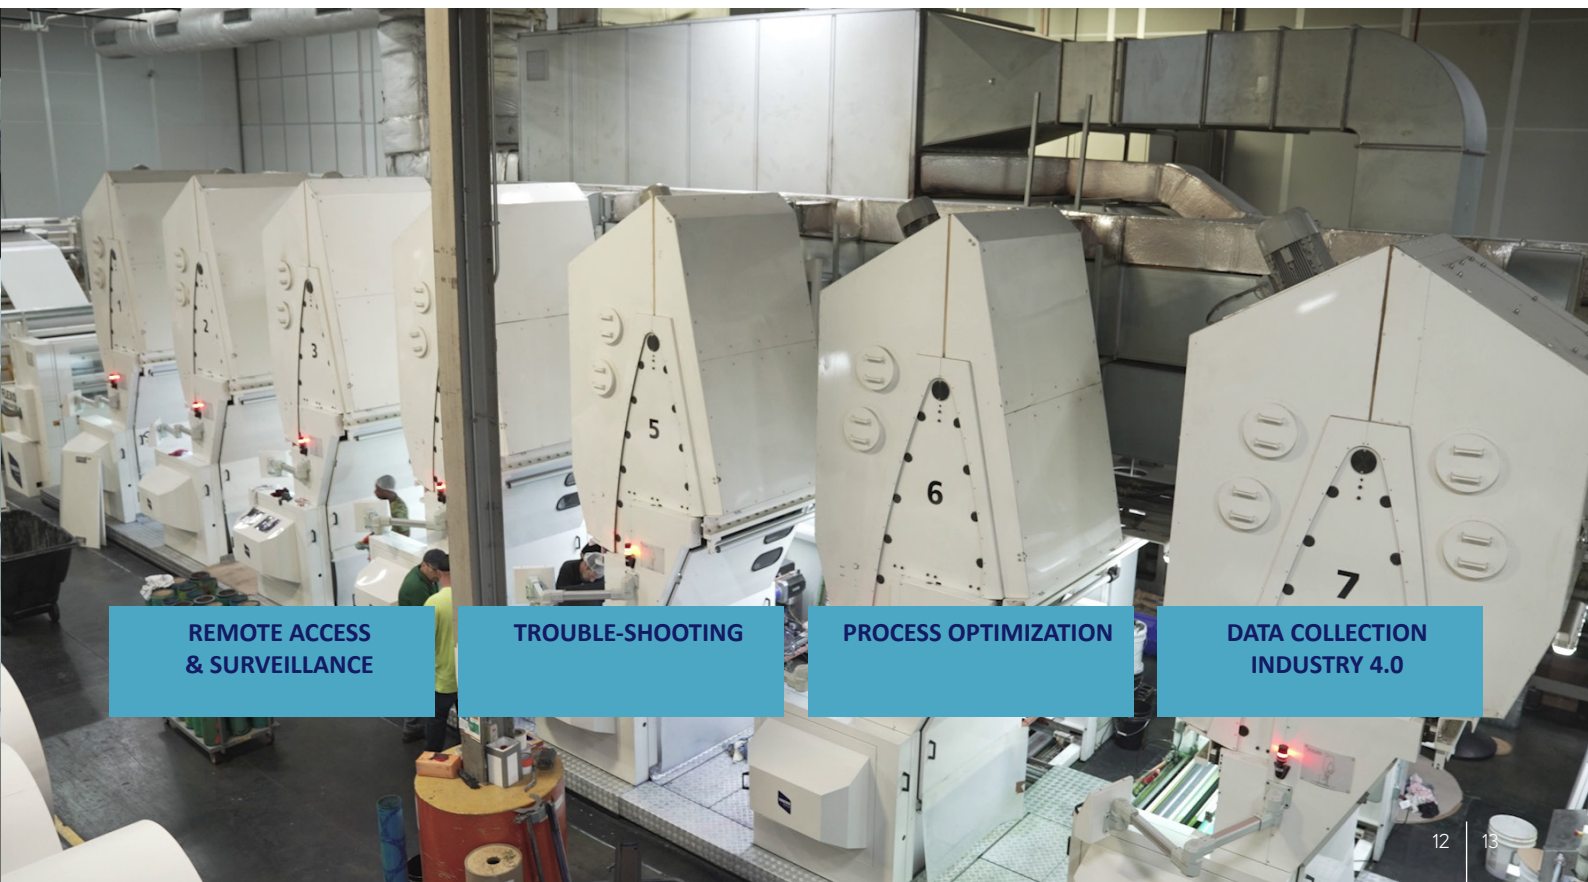 1
2
3
5
6
7
REMOTE ACCESS
& SURVEILLANCE
TROUBLE-SHOOTING
PROCESS OPTIMIZATION
DATA COLLECTION
INDUSTRY 4.0
12
13